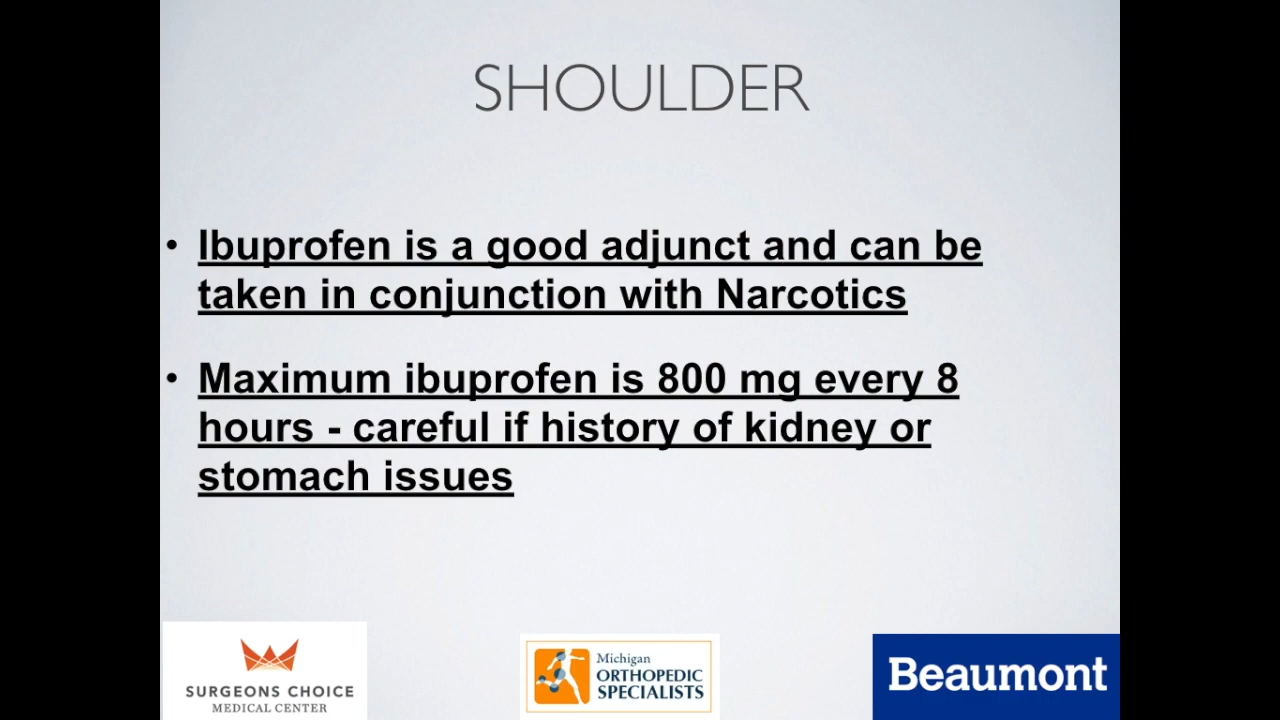 SHOULDER
• Ibuprofen is a good adjunct and can be
taken in conjunction with Narcotics
• Maximum ibuprofen is 800 mg every 8
hours - careful if history of kidney or
stomach issues
SURGEONS CHOICE
MEDICAL CENTER
Michigan
ORTHOPEDIC
SPECIALISTS
Beaumont